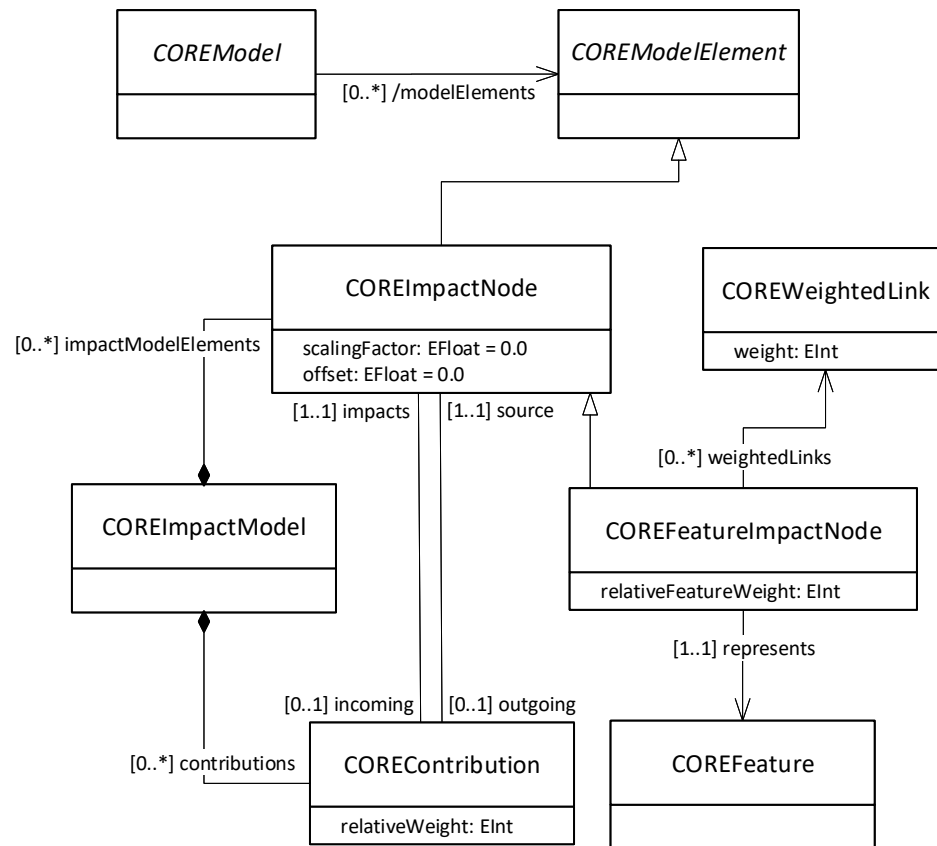 COREModel
COREModelElement
[0..*] /modelElements
COREImpactNode
scalingFactor: EFloat = 0.0
offset: EFloat = 0.0
COREWeightedLink
weight: EInt
[0..*] impactModelElements
[1..1] impacts
[1..1] source
[0..*] weightedLinks
COREImpactModel
COREFeatureImpactNode
relativeFeatureWeight: EInt
[1..1] represents
[0..1] incoming
[0..1] outgoing
[0..*] contributions
COREContribution
relativeWeight: EInt
COREFeature